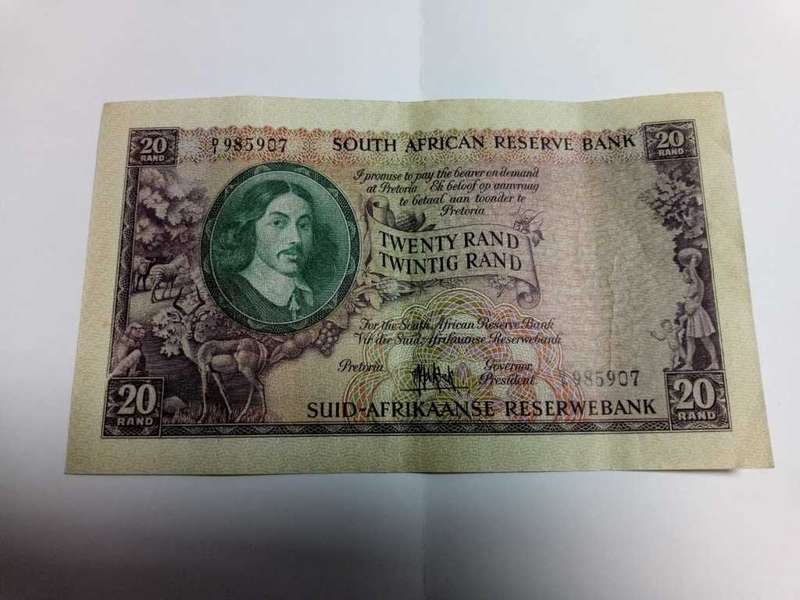 20 RAND
D/1 985907
SOUTH AFRICAN RESERVE BANK
20 RAND
I promise to pay the bearer on demand
at Pretoria Ek beloof op aanvraag
te betaal aan toonder te
Pretoria
TWENTY RAND
TWINTIG RAND
For the South African Reserve Bank
Vir die Suid-Afrikaanse Reserwebank
Pretoria
Governor
President
985907
20 RAND
SUID-AFRIKAANSE RESERWEBANK
20 RAND